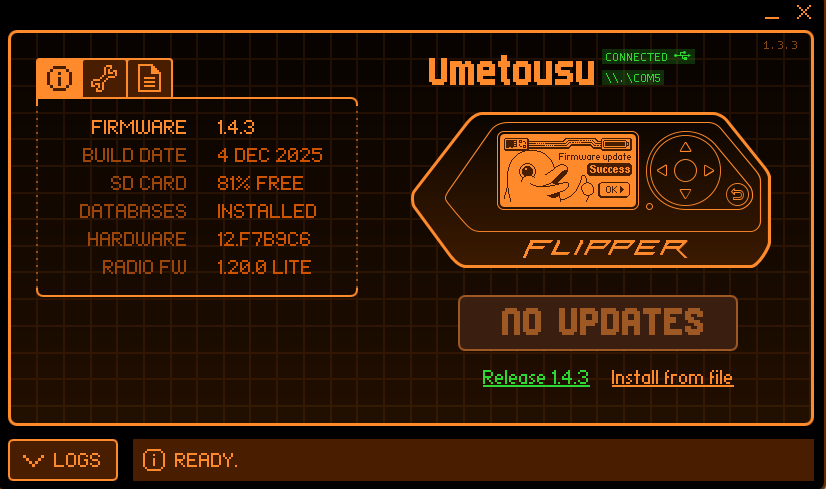 1.3.3
Umetousu
CONNECTED
\\.\COM5
FIRMWARE 1.4.3
BUILD DATE 4 DEC 2025
SD CARD 81% FREE
DATABASES INSTALLED
HARDWARE 12.F7B9C6
RADIO FW 1.20.0 LITE
Firmware update
Success
OK
FLIPPER
NO UPDATES
Release 1.4.3 Install from file
LOGS READY.